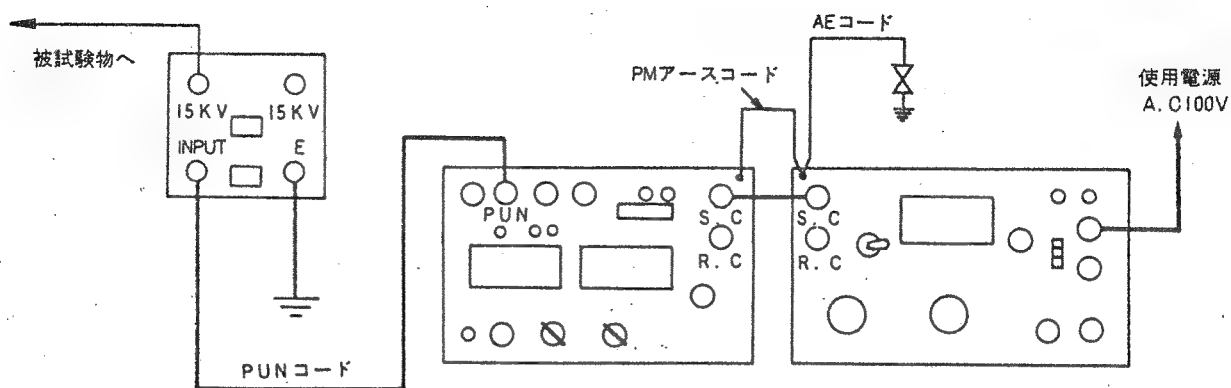 AEコード
被試験物へ
PMアースコード
使用電源
A.C100V
15KV
15KV
INPUT
E
PUN
S.C
S.C
R.C
R.C
PUNコード